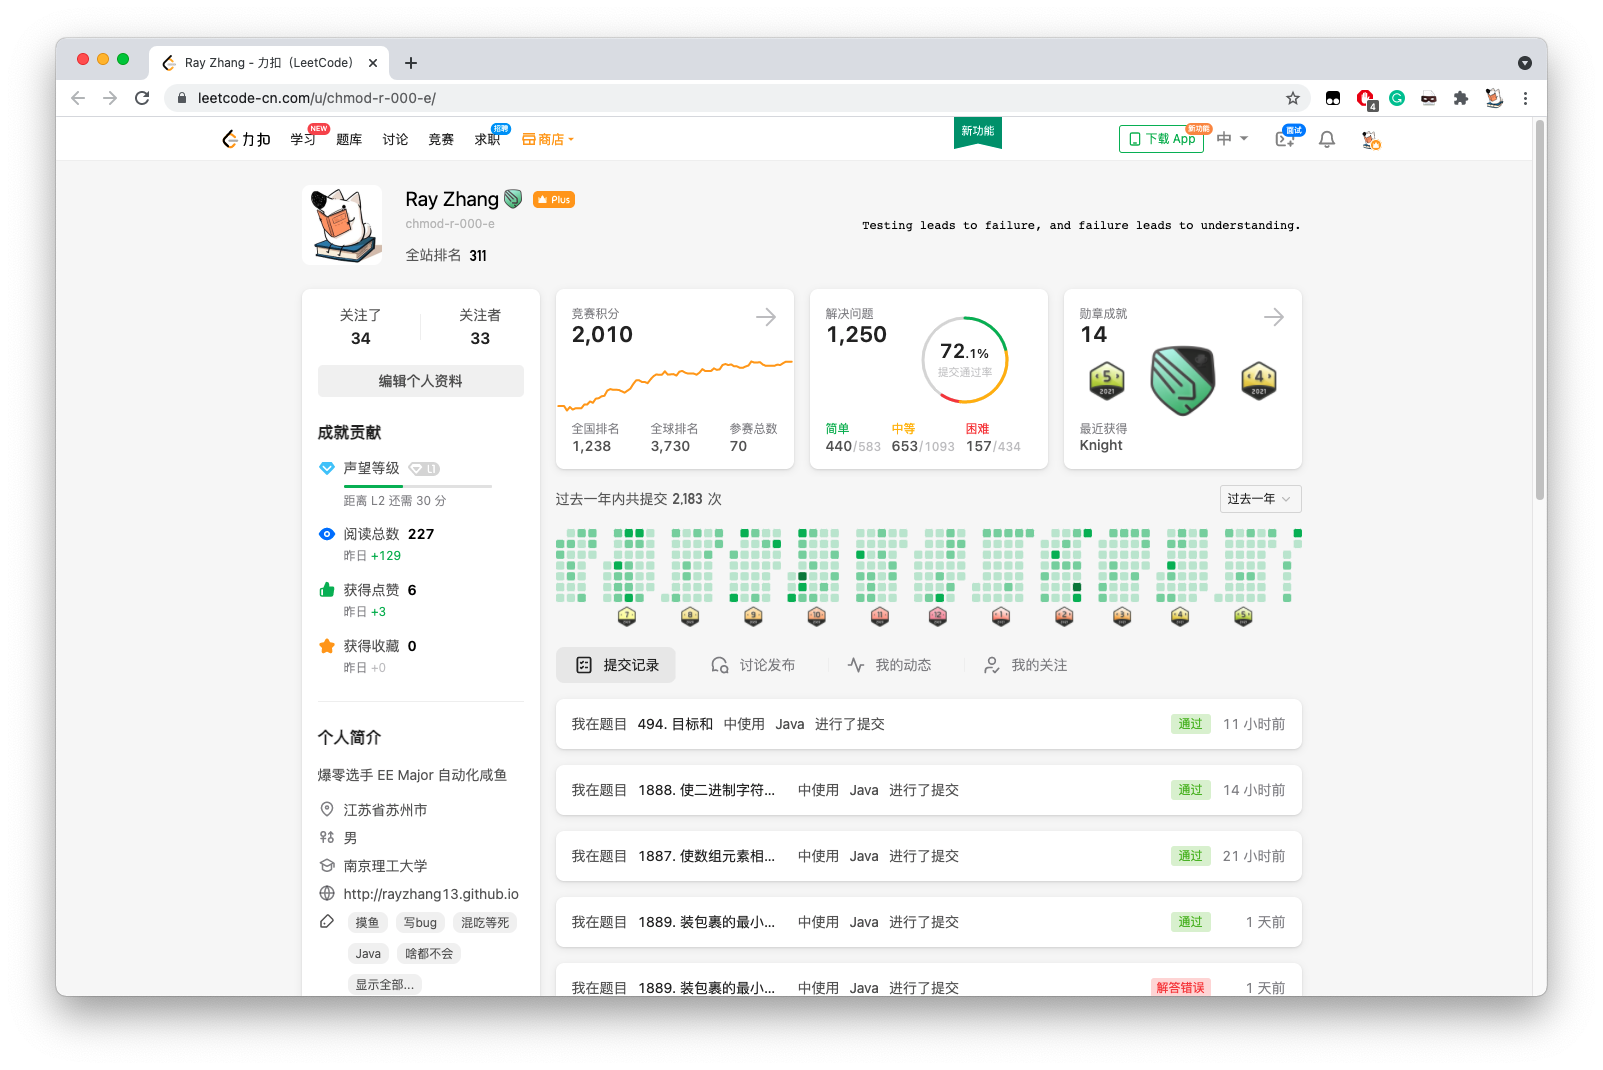 Ray Zhang - 力扣（LeetCode）
leetcode-cn.com/u/chmod-r-000-e/
4
力扣 学习 NEW 题库 讨论 竞赛 求职 招聘 商店 新功能 下载 App 新功能 中 面试
Ray Zhang Plus
chmod-r-000-e
全站排名 311
Testing leads to failure, and failure leads to understanding.
关注了 关注者
34 33
编辑个人资料
成就贡献
声望等级 L1
距离 L2 还需 30 分
阅读总数 227
昨日 +129
获得点赞 6
昨日 +3
获得收藏 0
昨日 +0
个人简介
爆零选手 EE Major 自动化咸鱼
江苏省苏州市
男
南京理工大学
http://rayzhang13.github.io
摸鱼 写bug 混吃等死
Java 啥都不会
显示全部...
竞赛积分
2,010
全国排名 全球排名 参赛总数
1,238 3,730 70
解决问题
1,250
72.1%
提交通过率
简单 中等 困难
440/583 653/1093 157/434
勋章成就
14
5 4
2021 2021
最近获得
Knight
过去一年内共提交 2,183 次 过去一年
7 8 9 10 11 12 1 2 3 4 5
提交记录 讨论发布 我的动态 我的关注
我在题目 494. 目标和 中使用 Java 进行了提交 通过 11 小时前
我在题目 1888. 使二进制字符... 中使用 Java 进行了提交 通过 14 小时前
我在题目 1887. 使数组元素相... 中使用 Java 进行了提交 通过 21 小时前
我在题目 1889. 装包裹的最小... 中使用 Java 进行了提交 通过 1 天前
我在题目 1889. 装包裹的最小... 中使用 Java 进行了提交 解答错误 1 天前